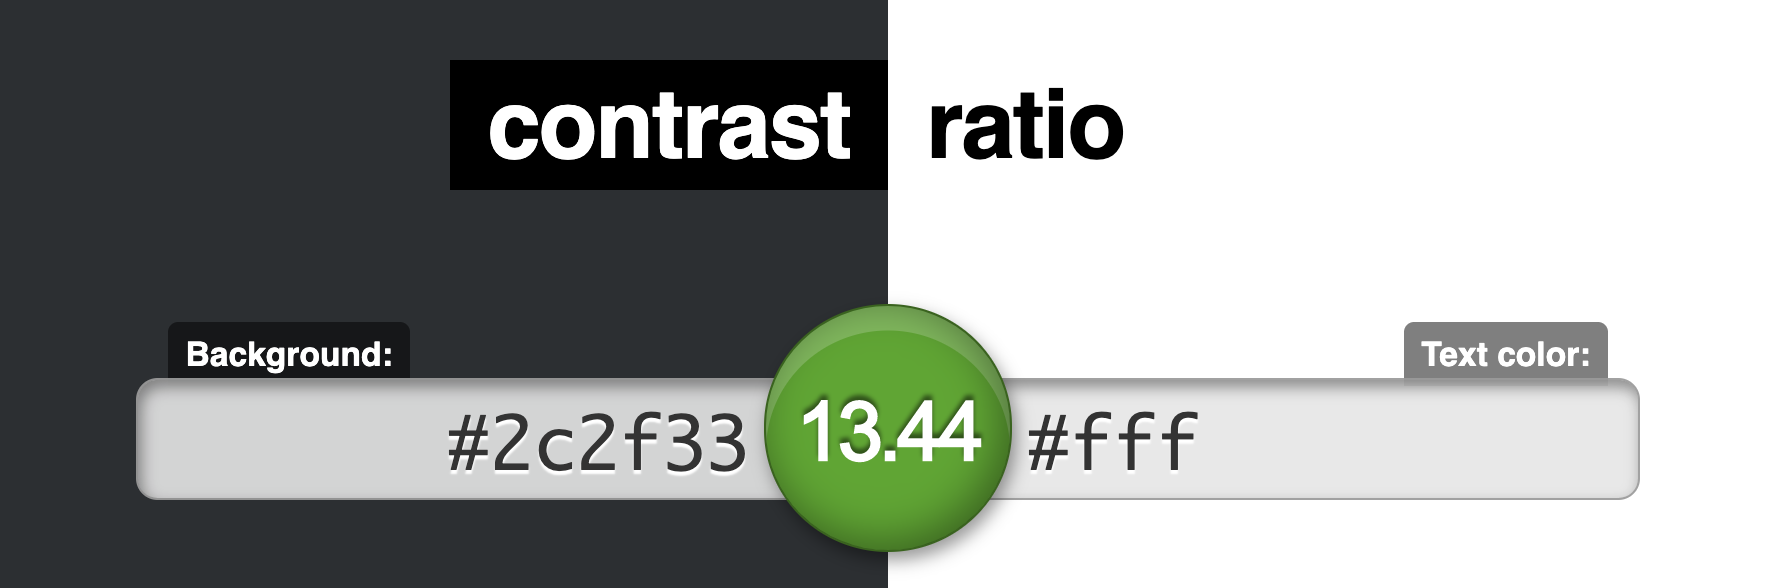 contrast ratio
Background: Text color:
#2c2f33 13.44 #fff